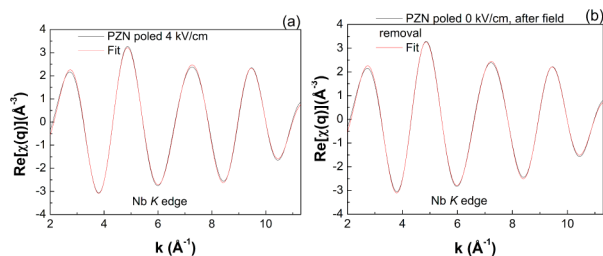 (a)
PZN poled 4 kV/cm
Fit
Re[χ(q)](Å⁻³)
4
3
2
1
0
-1
-2
-3
-4
Nb K edge
2 4 6 8 10
k (Å⁻¹)
(b)
PZN poled 0 kV/cm, after field
removal
Fit
Re[χ(q)](Å⁻³)
4
3
2
1
0
-1
-2
-3
-4
Nb K edge
2 4 6 8 10
k (Å⁻¹)